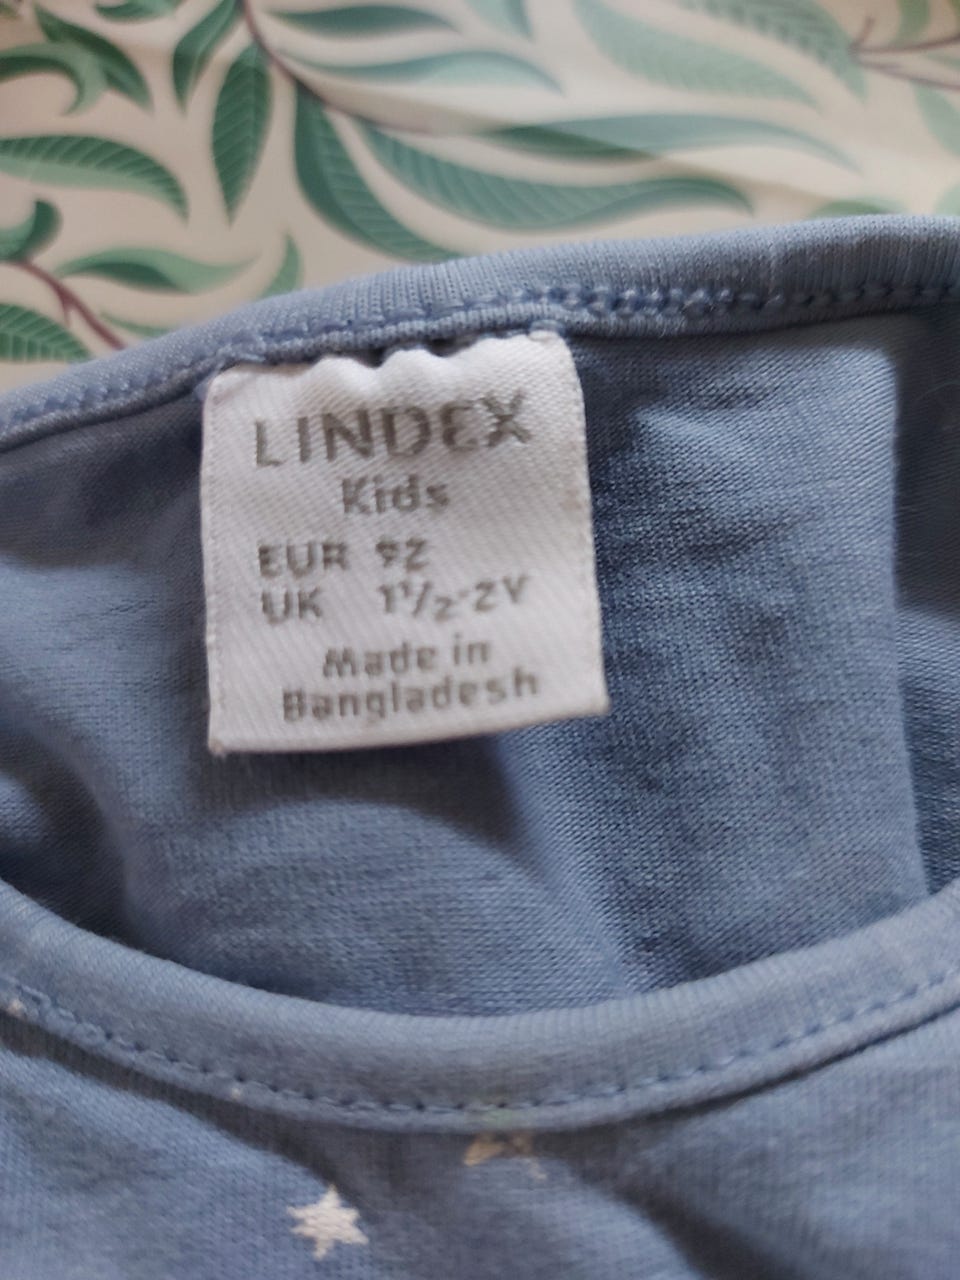 LINDEX
Kids
EUR 92
UK 1½-2Y
Made in
Bangladesh